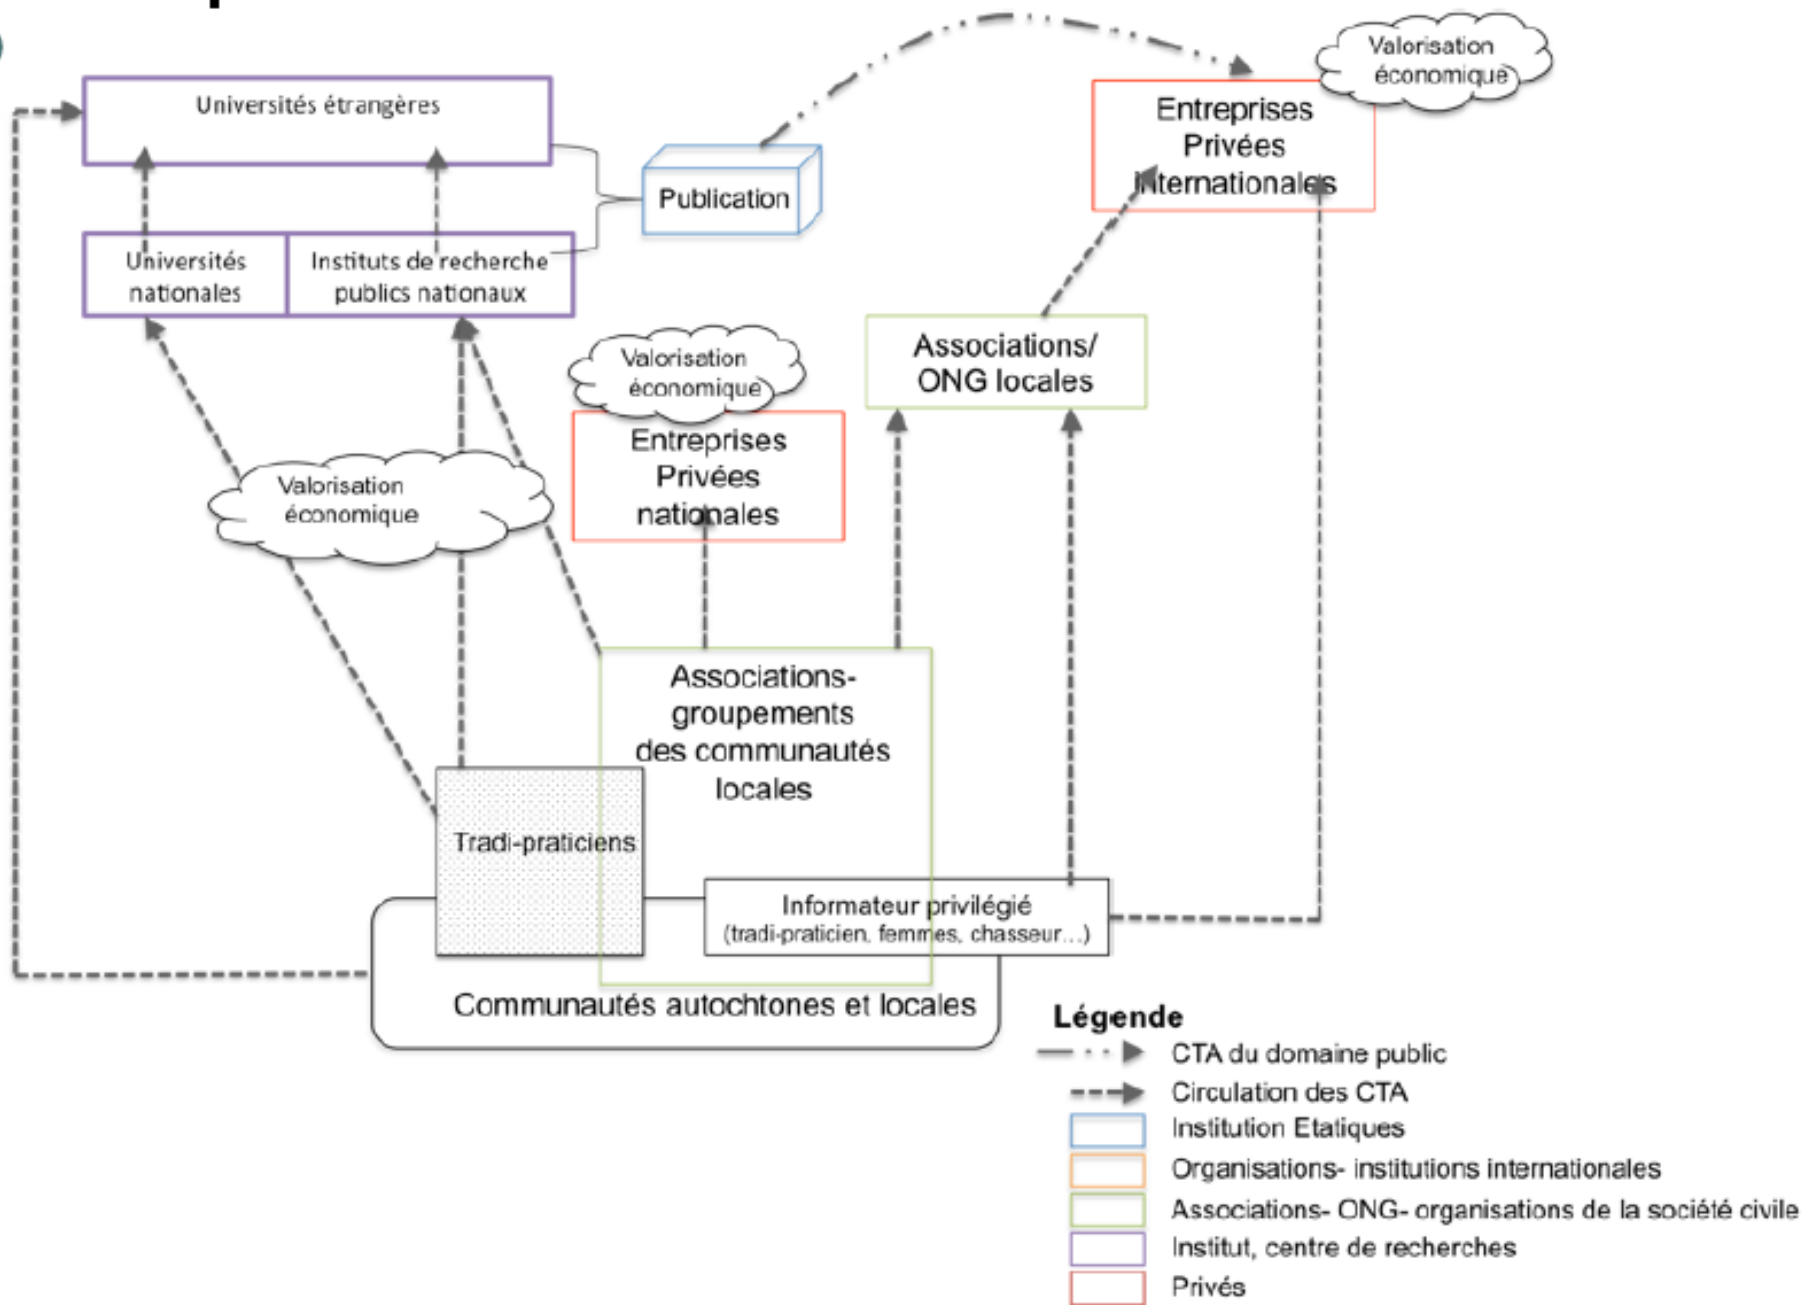 Valorisation
économique
Universités étrangères
Entreprises
Privées
internationales
Publication
Universités
nationales
Instituts de recherche
publics nationaux
Valorisation
économique
Associations/
ONG locales
Entreprises
Privées
nationales
Valorisation
économique
Associations-
groupements
des communautés
locales
Tradi-praticiens
Informateur privilégié
(tradi-praticien, femmes, chasseur...)
Communautés autochtones et locales
Légende
CTA du domaine public
Circulation des CTA
Institution Etatiques
Organisations- institutions internationales
Associations- ONG- organisations de la société civile
Institut, centre de recherches
Privés